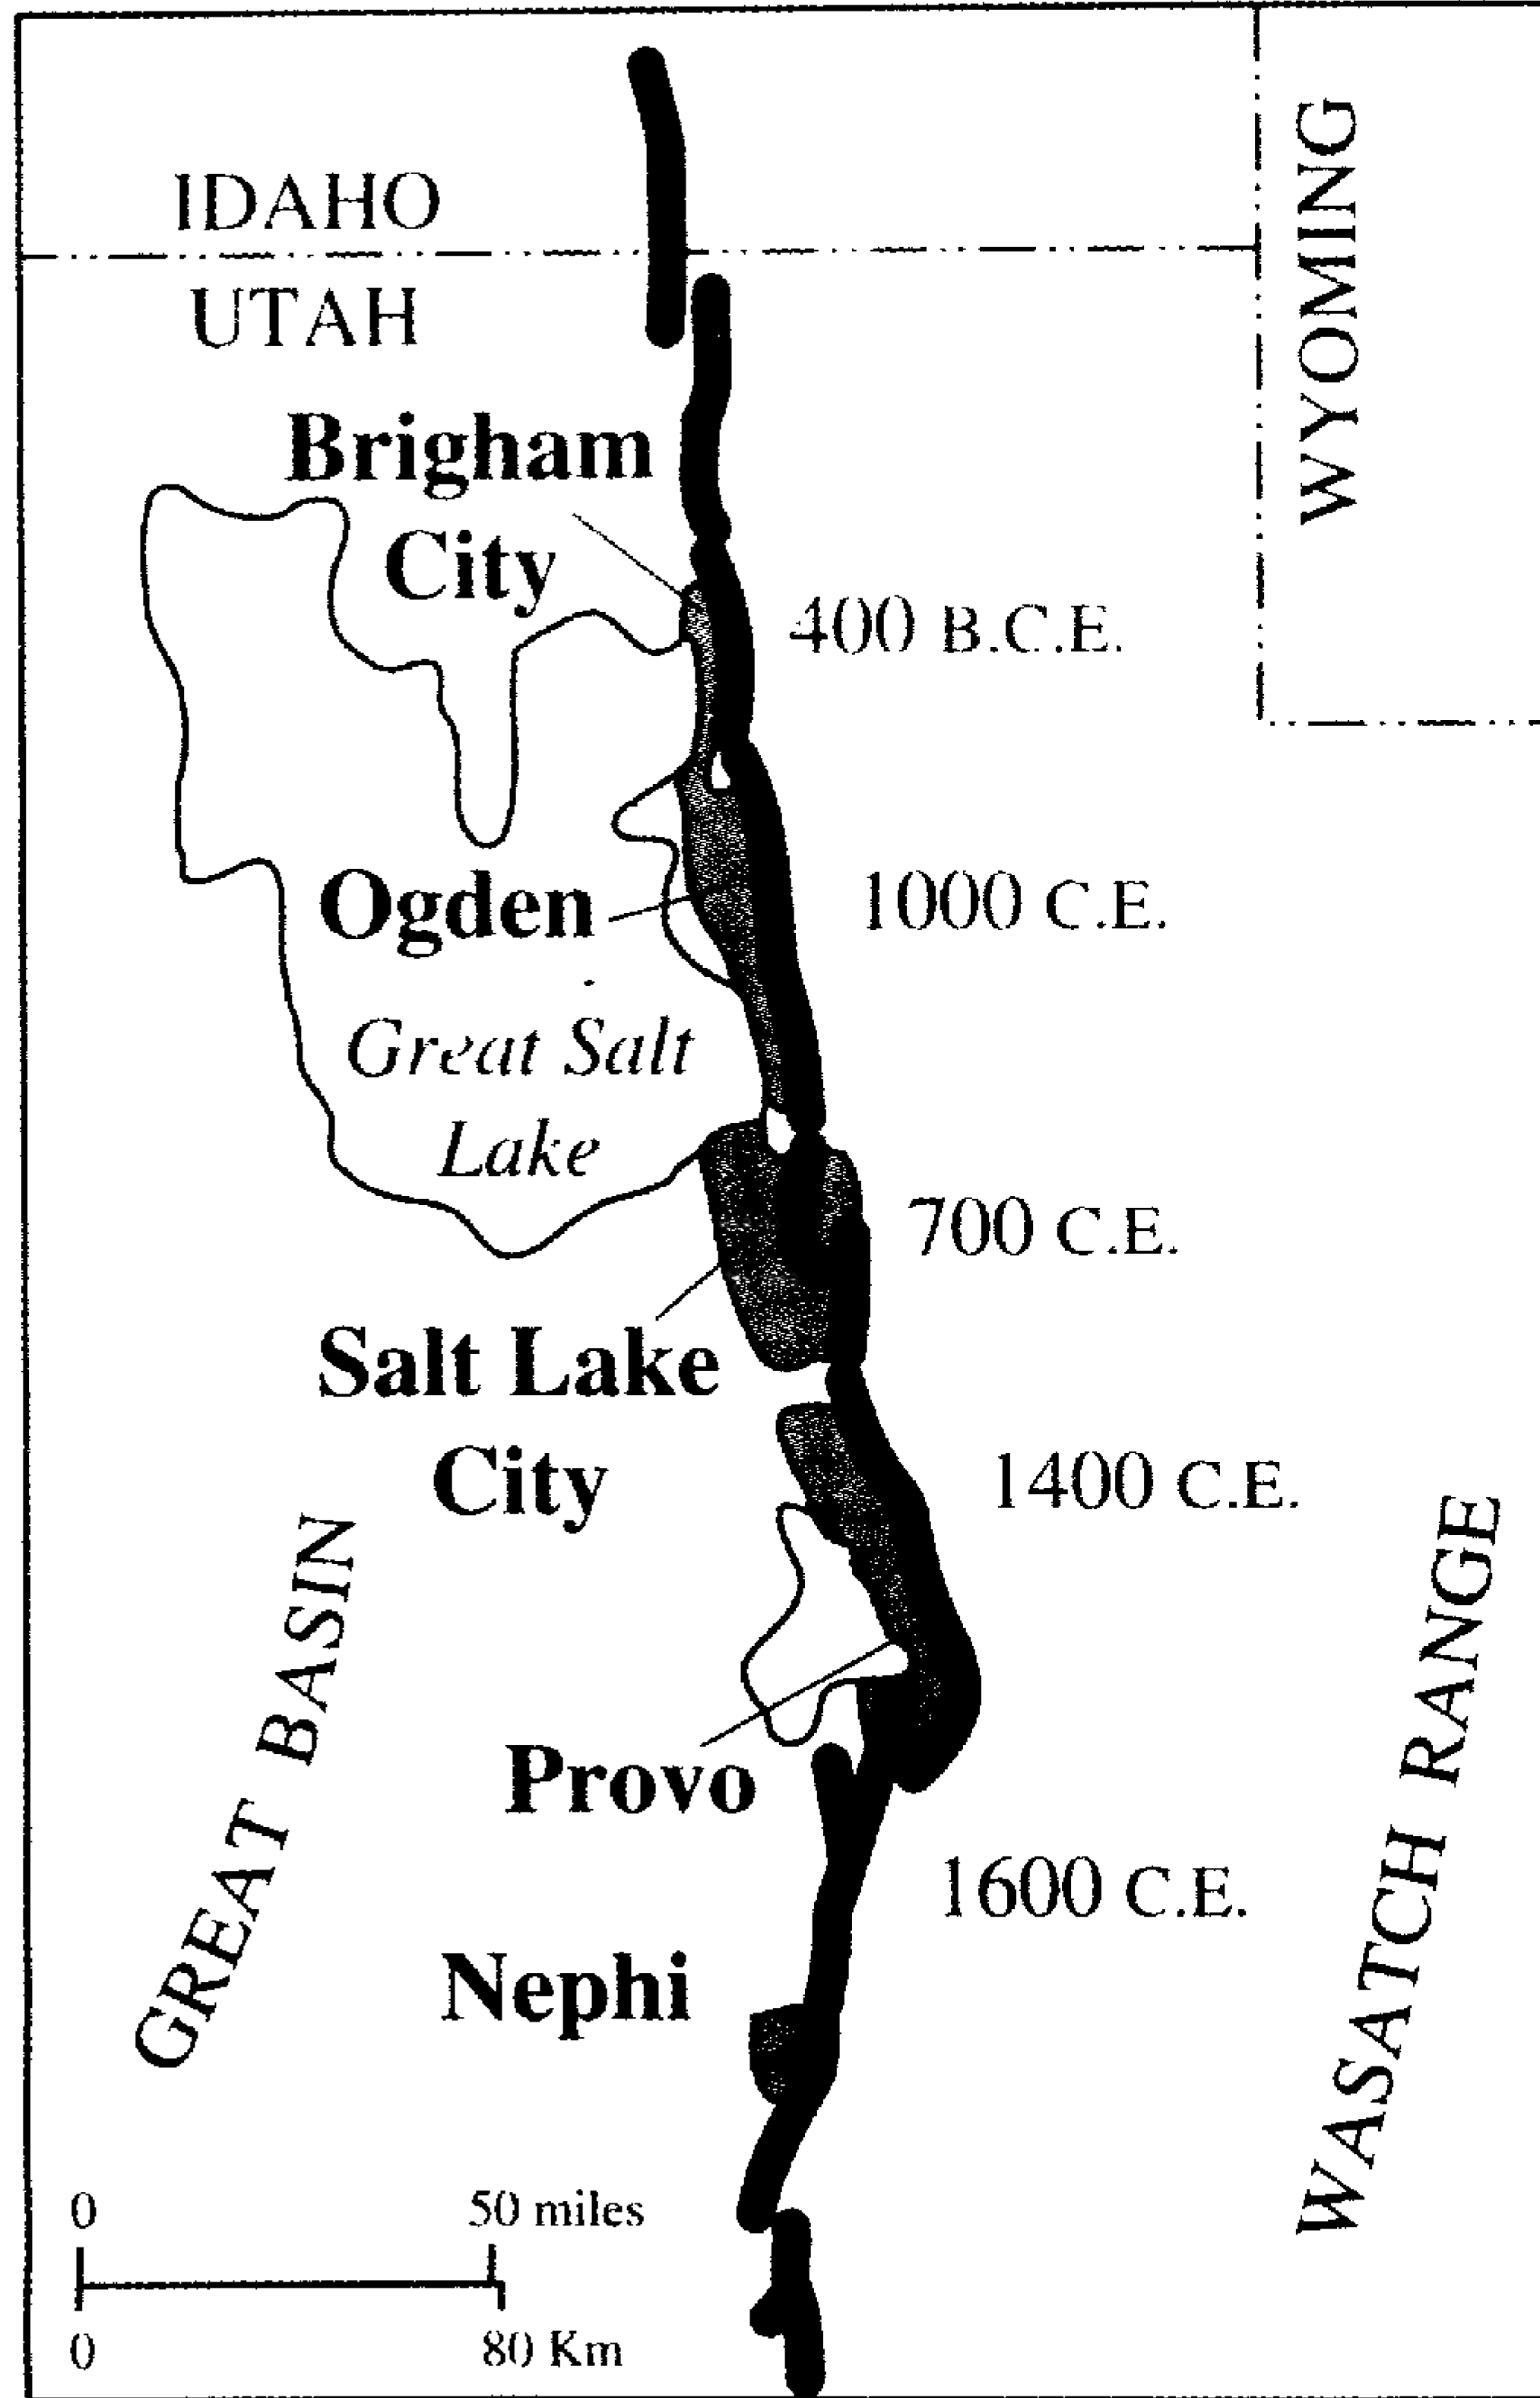 IDAHO
WYOMING
UTAH
Brigham
City
400 B.C.E.
Ogden
1000 C.E.
Great Salt
Lake
700 C.E.
Salt Lake
City
1400 C.E.
GREAT BASIN
WASATCH RANGE
Provo
1600 C.E.
Nephi
0
50 miles
0
80 Km